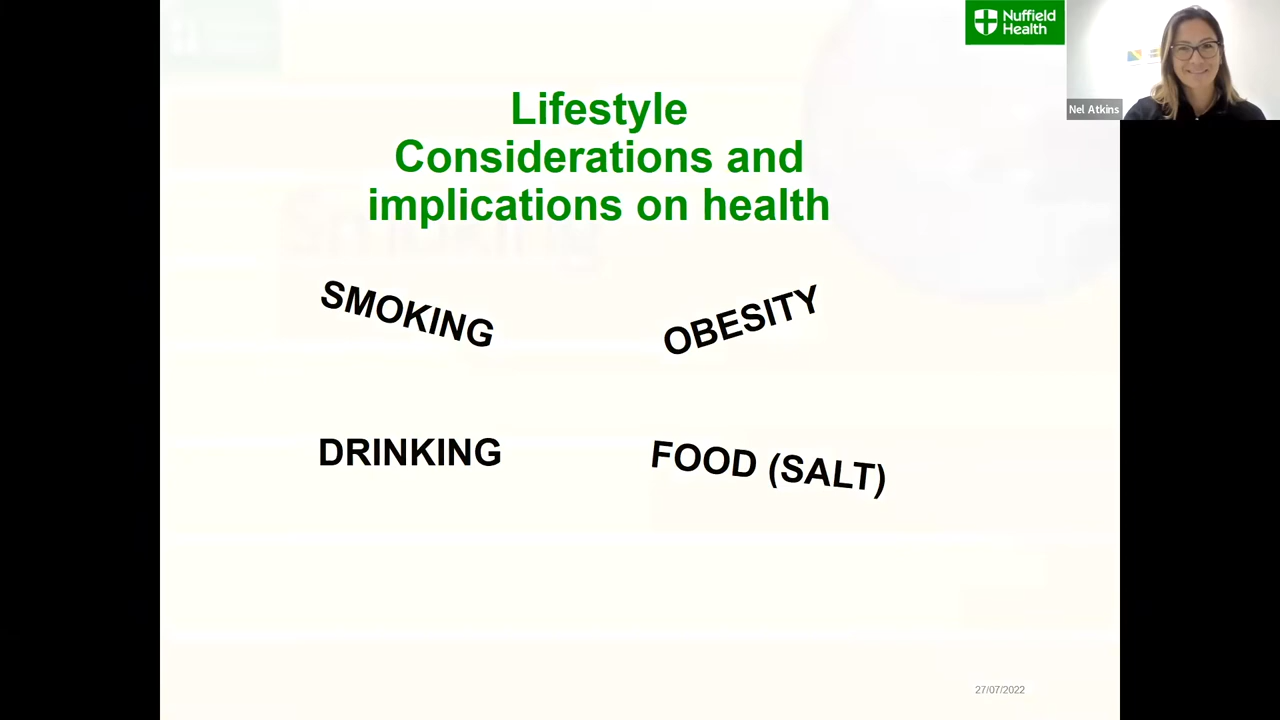 Nuffield
Health
Nel Atkins
Lifestyle
Considerations and
implications on health
SMOKING
OBESITY
DRINKING
FOOD (SALT)
27/07/2022